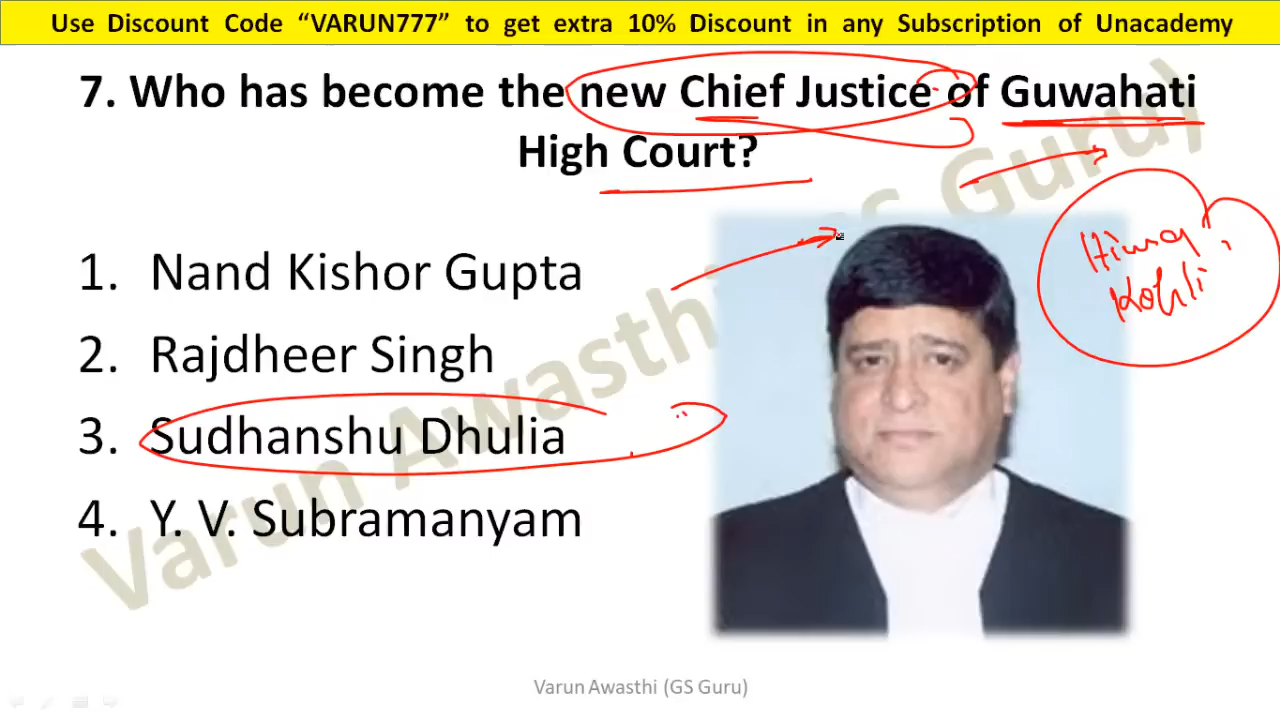 Use Discount Code “VARUN777” to get extra 10% Discount in any Subscription of Unacademy
7. Who has become the new Chief Justice of Guwahati
High Court?
1. Nand Kishor Gupta
2. Rajdheer Singh
3. Sudhanshu Dhulia
4. Y. V. Subramanyam
Kohli
Varun Awasthi (GS Guru)
Varun Awasthi (GS Guru)